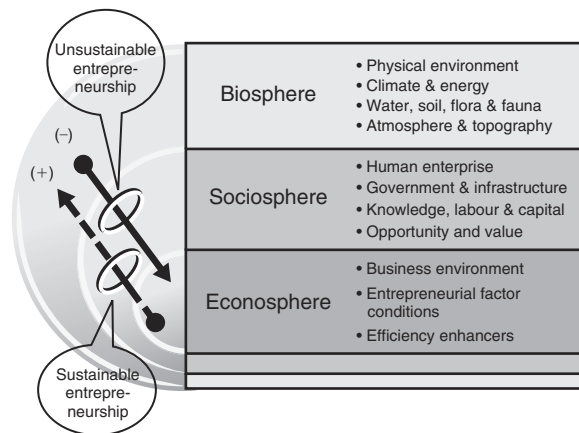 Unsustainable
entrepre-
neurship
(–)
(+)
Sustainable
entrepre-
neurship
Biosphere
• Physical environment
• Climate & energy
• Water, soil, flora & fauna
• Atmosphere & topography
Sociosphere
• Human enterprise
• Government & infrastructure
• Knowledge, labour & capital
• Opportunity and value
Econosphere
• Business environment
• Entrepreneurial factor
conditions
• Efficiency enhancers